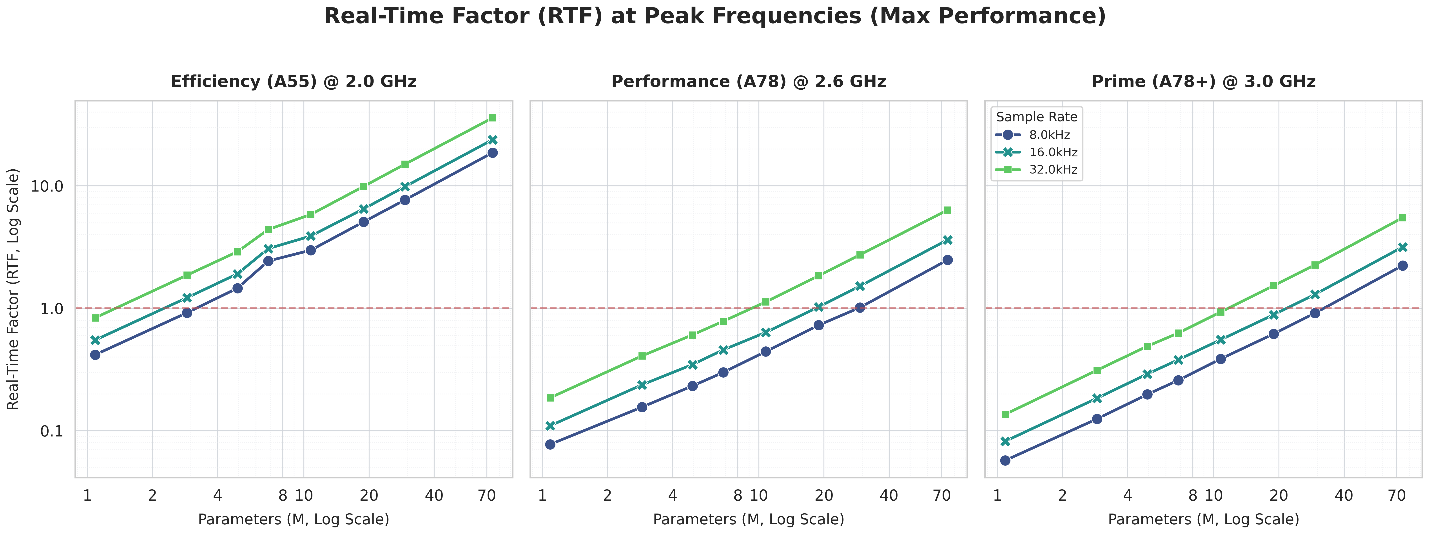 Real-Time Factor (RTF) at Peak Frequencies (Max Performance)
Efficiency (A55) @ 2.0 GHz
Performance (A78) @ 2.6 GHz
Prime (A78+) @ 3.0 GHz
Real-Time Factor (RTF, Log Scale)
10.0
1.0
0.1
Sample Rate
8.0kHz
16.0kHz
32.0kHz
1 2 4 8 10 20 40 70
1 2 4 8 10 20 40 70
1 2 4 8 10 20 40 70
Parameters (M, Log Scale)
Parameters (M, Log Scale)
Parameters (M, Log Scale)